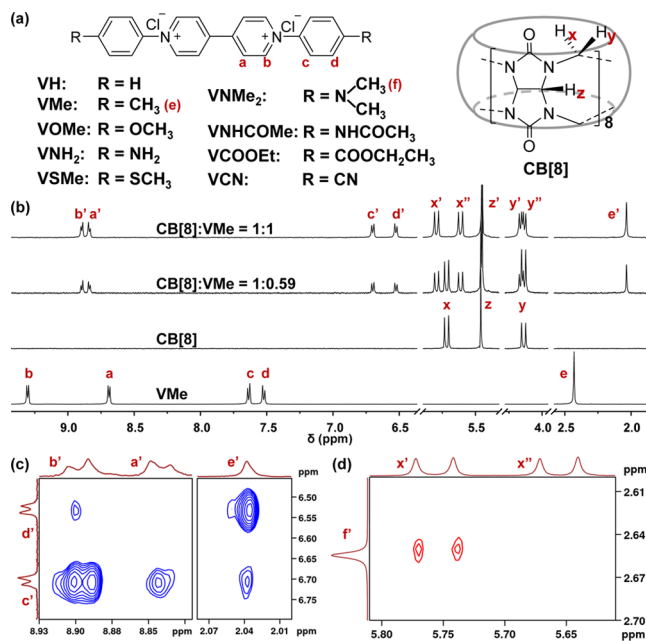 (a)
Cl⁻ Cl⁻
R N⁺ N⁺ R
a b c d
VH: R = H
VMe: R = CH₃ (e)
VOMe: R = OCH₃
VNH₂: R = NH₂
VSMe: R = SCH₃
VNMe₂: R = N CH₃ (f)
CH₃
VNHCOMe: R = NHCOCH₃
VCOOEt: R = COOCH₂CH₃
VCN: R = CN
H x H y
O
N N
H z
N N
O
8
CB[8]
(b)
b' a' c' d' x' x'' z' y' y'' e'
CB[8]:VMe = 1:1
CB[8]:VMe = 1:0.59
x z y
CB[8]
b a c d e
VMe
9.0 8.5 8.0 7.5 7.0 6.5 5.5 4.0 2.5 2.0
δ (ppm)
(c)
b' a' e' ppm
d'
c'
6.50
6.55
6.60
6.65
6.70
6.75
8.93 8.90 8.85 ppm 2.07 2.04 2.01 ppm
(d)
x' x'' ppm
f'
2.61
2.64
2.67
2.70
5.80 5.75 5.70 5.65 ppm